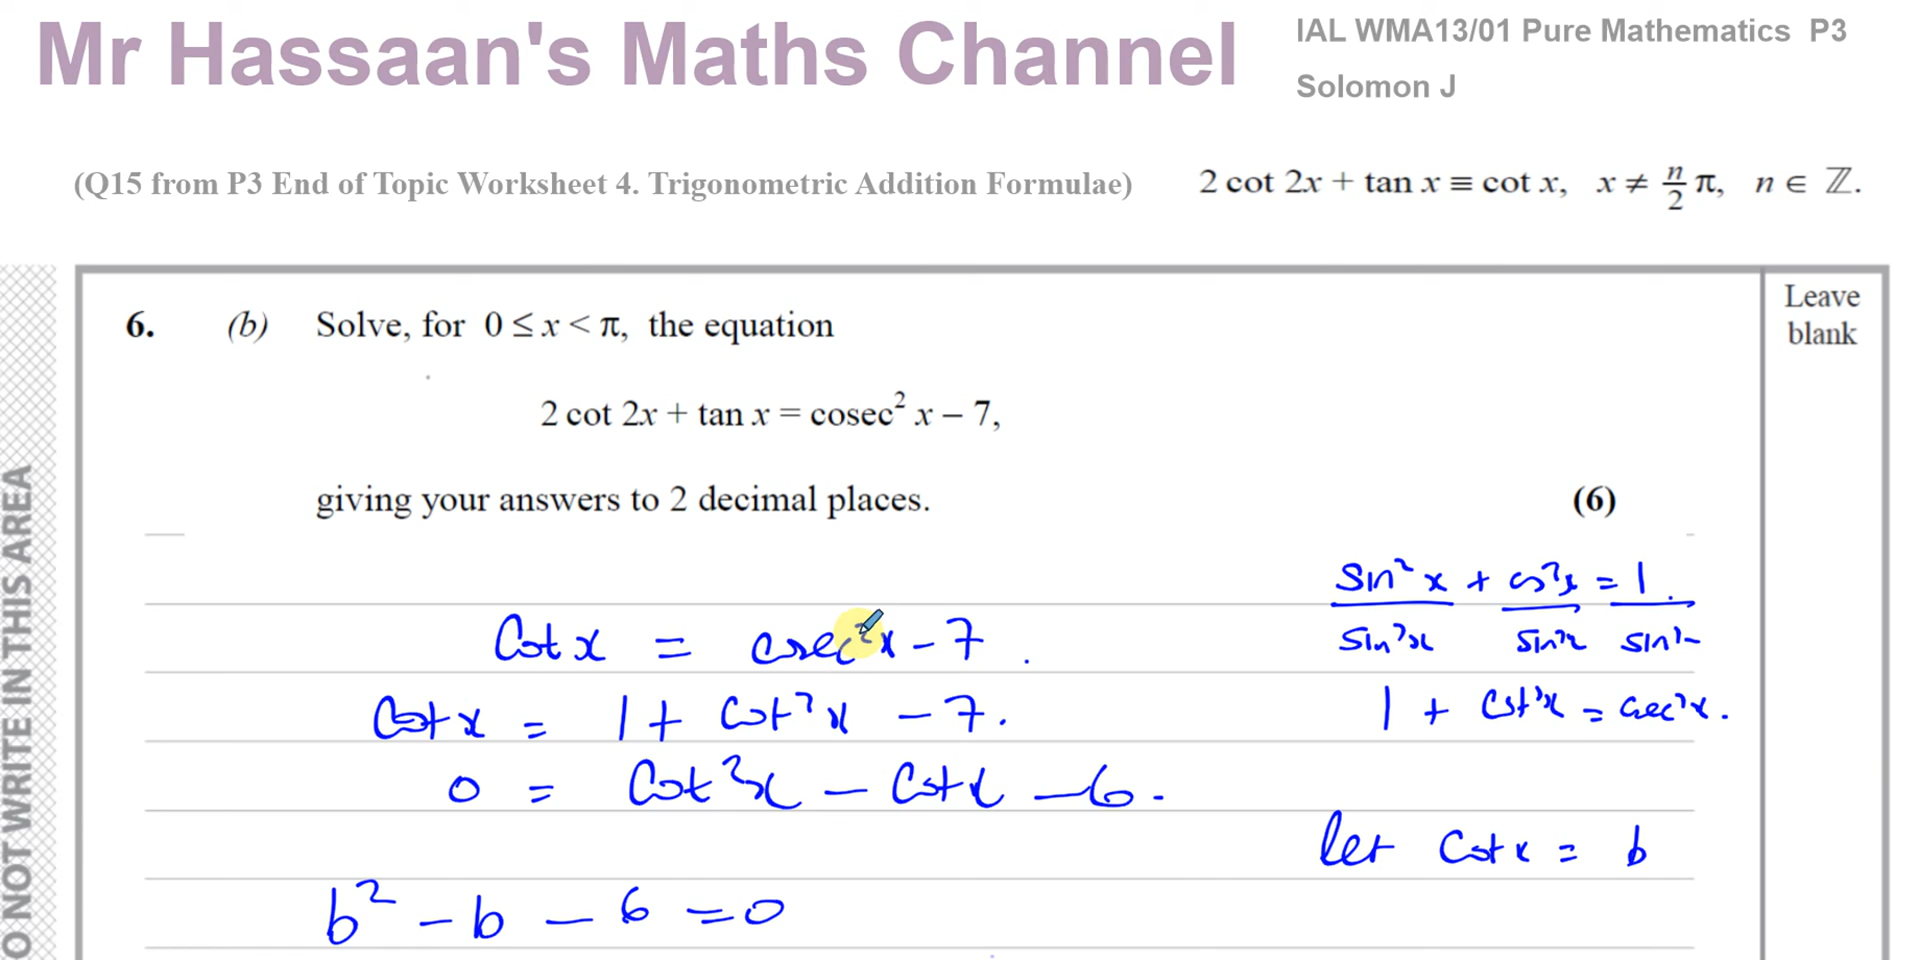 Mr Hassaan's Maths Channel
IAL WMA13/01 Pure Mathematics P3
Solomon J
(Q15 from P3 End of Topic Worksheet 4. Trigonometric Addition Formulae)
2 cot 2x + tan x ≡ cot x, x ≠ n/2 π, n ∈ ℤ.
Leave
blank
6. (b) Solve, for 0 ≤ x < π, the equation
2 cot 2x + tan x = cosec² x − 7,
giving your answers to 2 decimal places.
(6)
O NOT WRITE IN THIS AREA
Cot x = cosec²x − 7.
Cot x = 1 + cot²x − 7.
0 = Cot²x − Cot x − 6.
b² − b − 6 = 0
sin²x + cos²x = 1.
sin²x sin²x sin²
1 + cot²x = cosec²x.
let Cot x = b